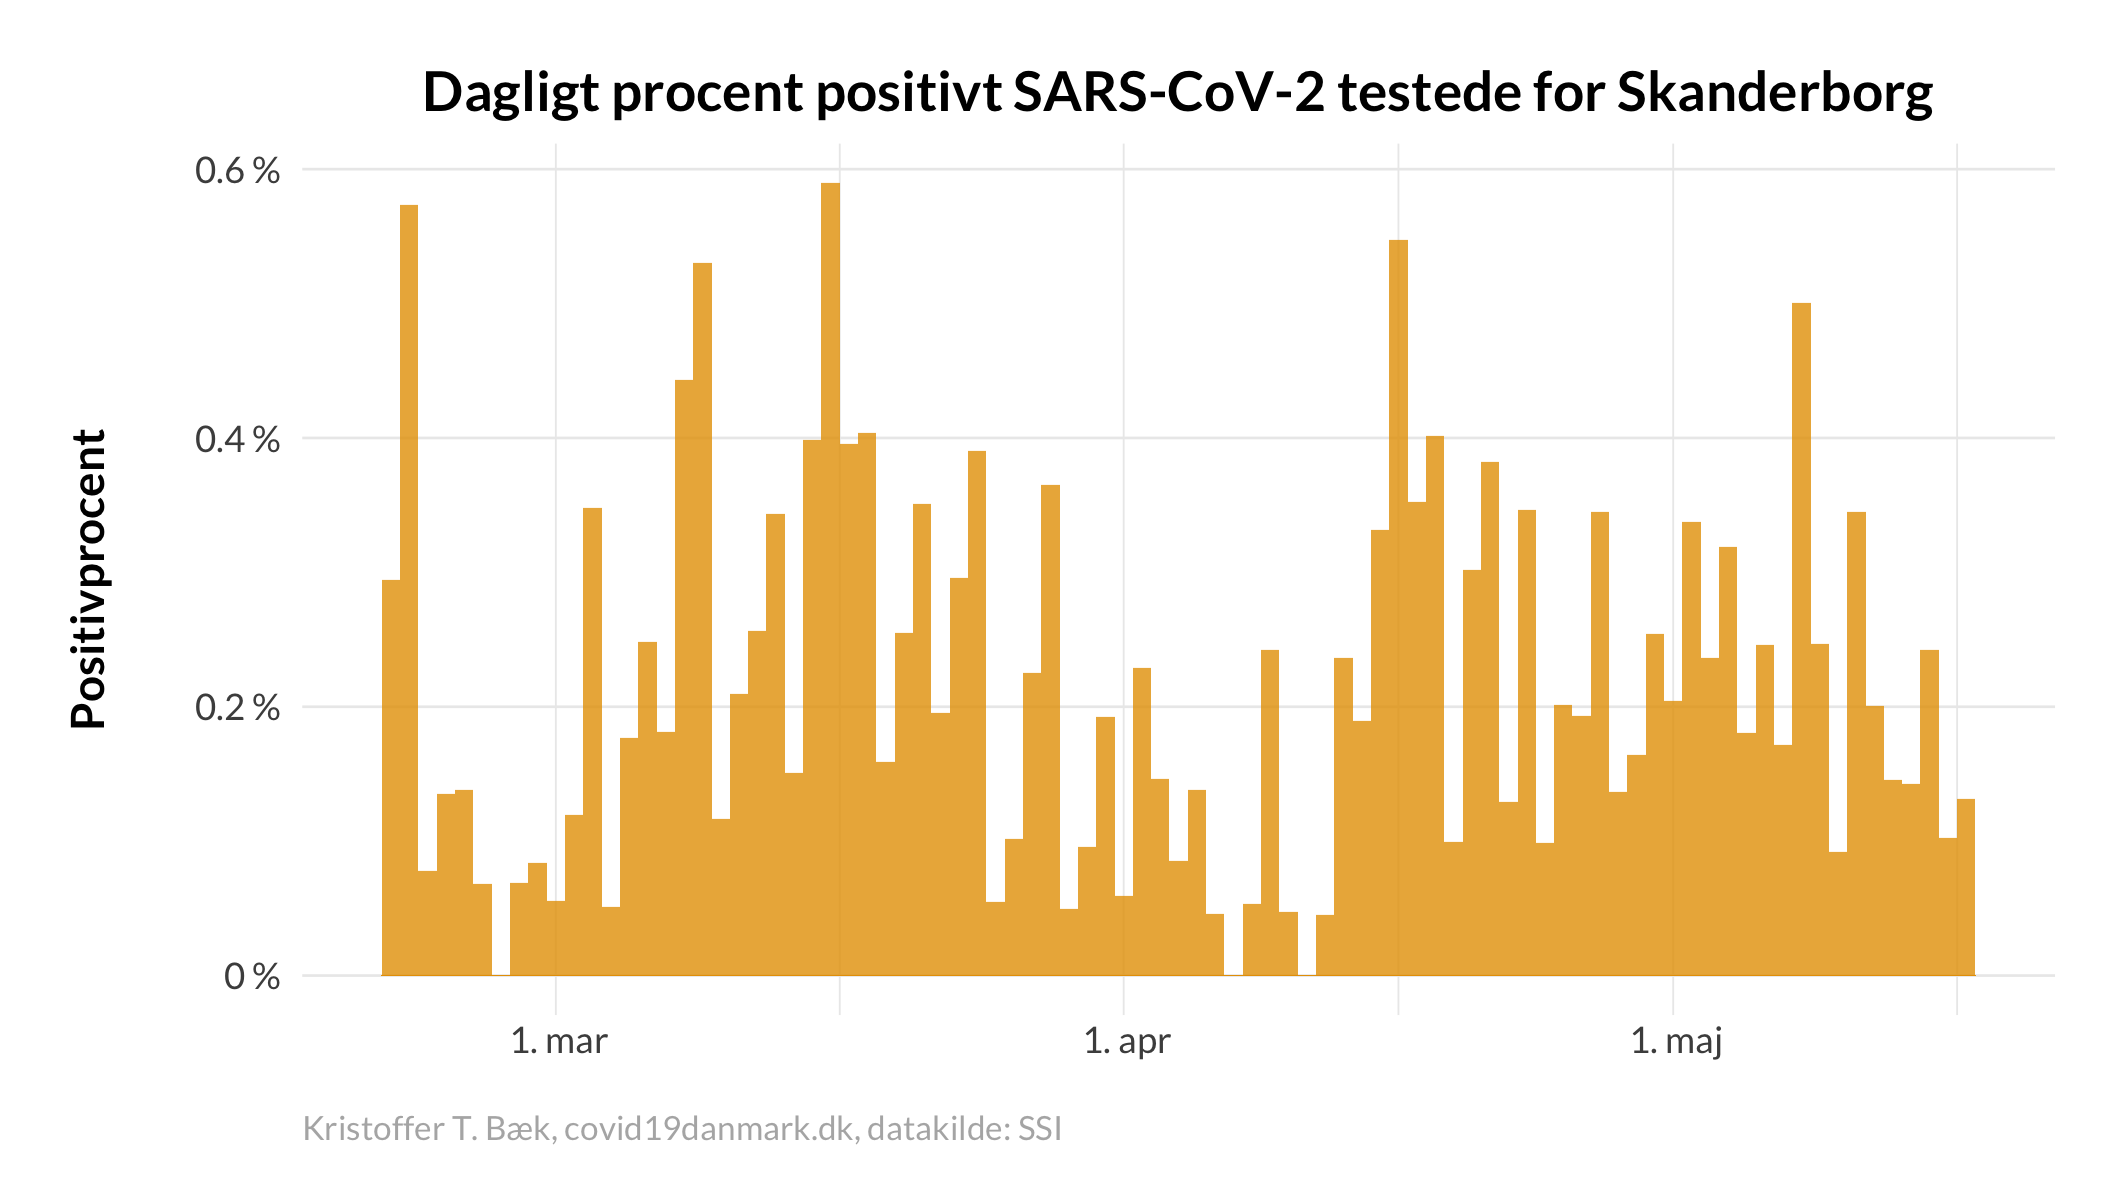 Dagligt procent positivt SARS-CoV-2 testede for Skanderborg
Positivprocent
0.6 %
0.4 %
0.2 %
0 %
1. mar
1. apr
1. maj
Kristoffer T. Bæk, covid19danmark.dk, datakilde: SSI